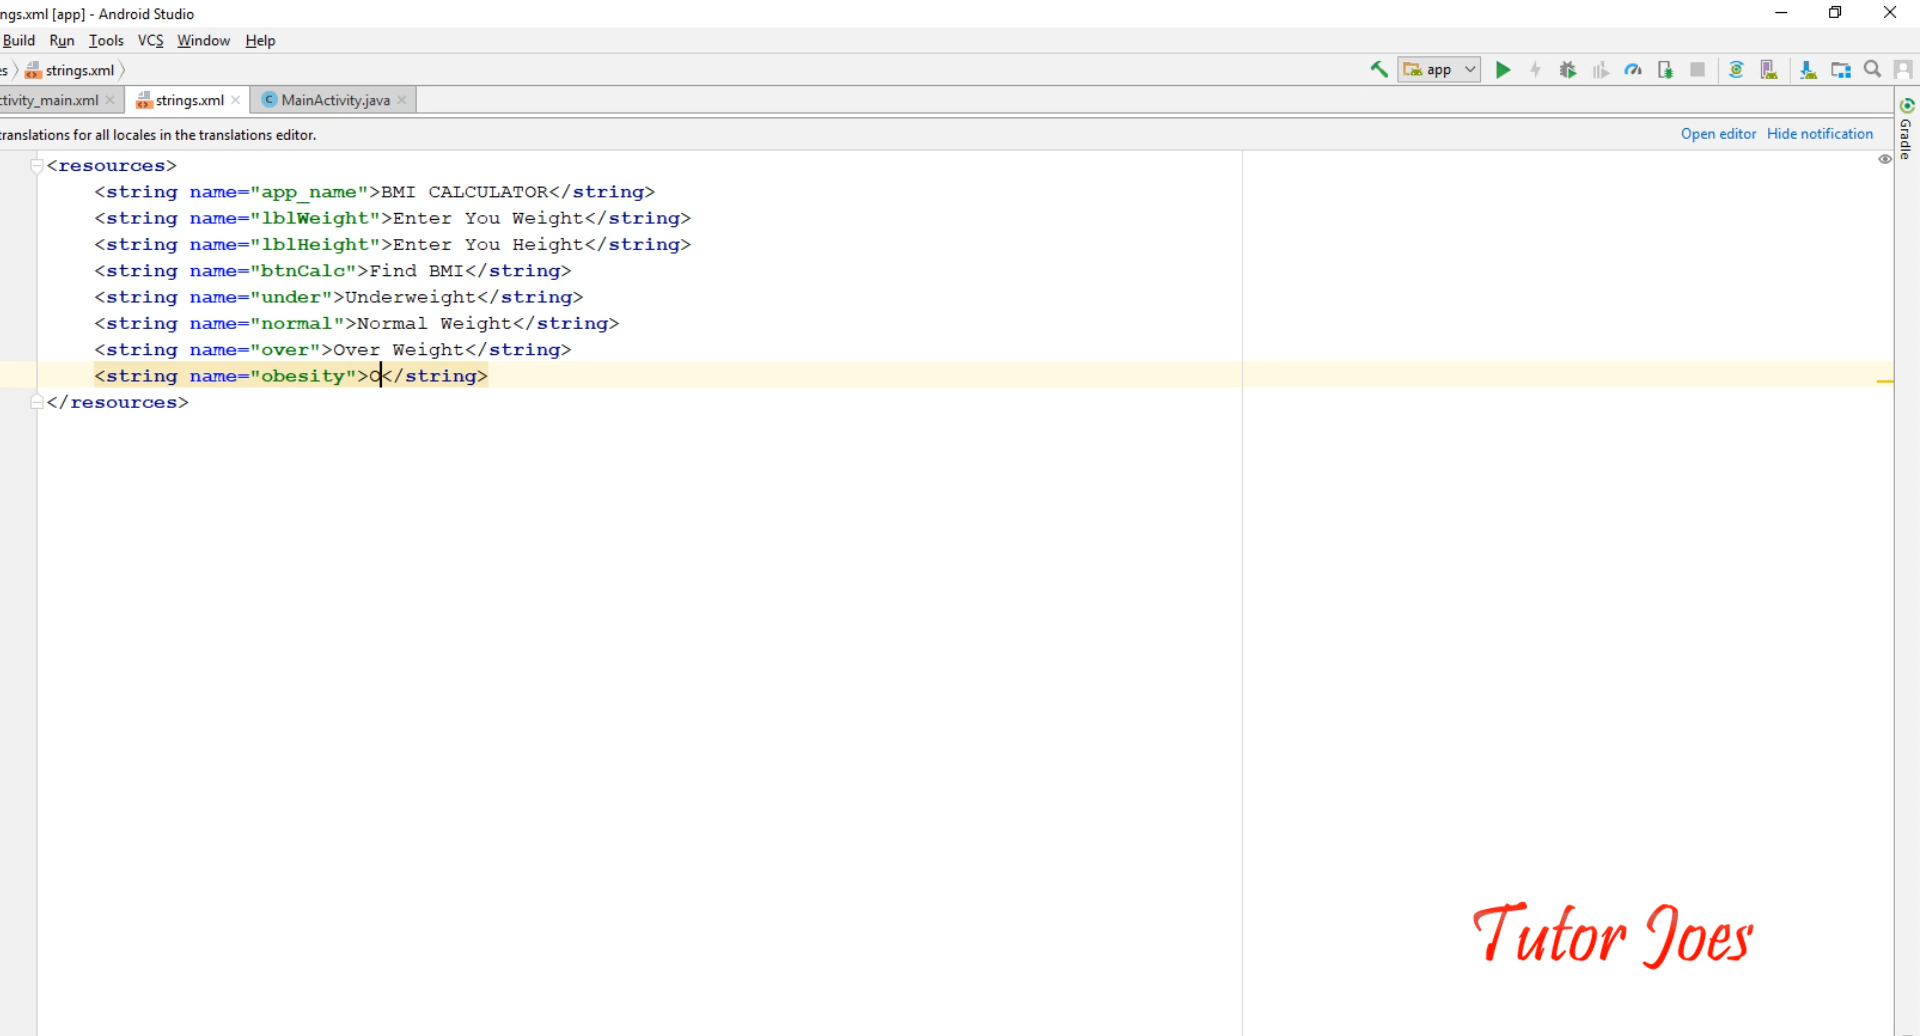 ngs.xml [app] - Android Studio
Build Run Tools VCS Window Help
es strings.xml app
ctivity_main.xml strings.xml MainActivity.java
ranslations for all locales in the translations editor. Open editor Hide notification
Gradle
<resources>
<string name="app_name">BMI CALCULATOR</string>
<string name="lblWeight">Enter You Weight</string>
<string name="lblHeight">Enter You Height</string>
<string name="btnCalc">Find BMI</string>
<string name="under">Underweight</string>
<string name="normal">Normal Weight</string>
<string name="over">Over Weight</string>
<string name="obesity">O</string>
</resources>
Tutor Joes